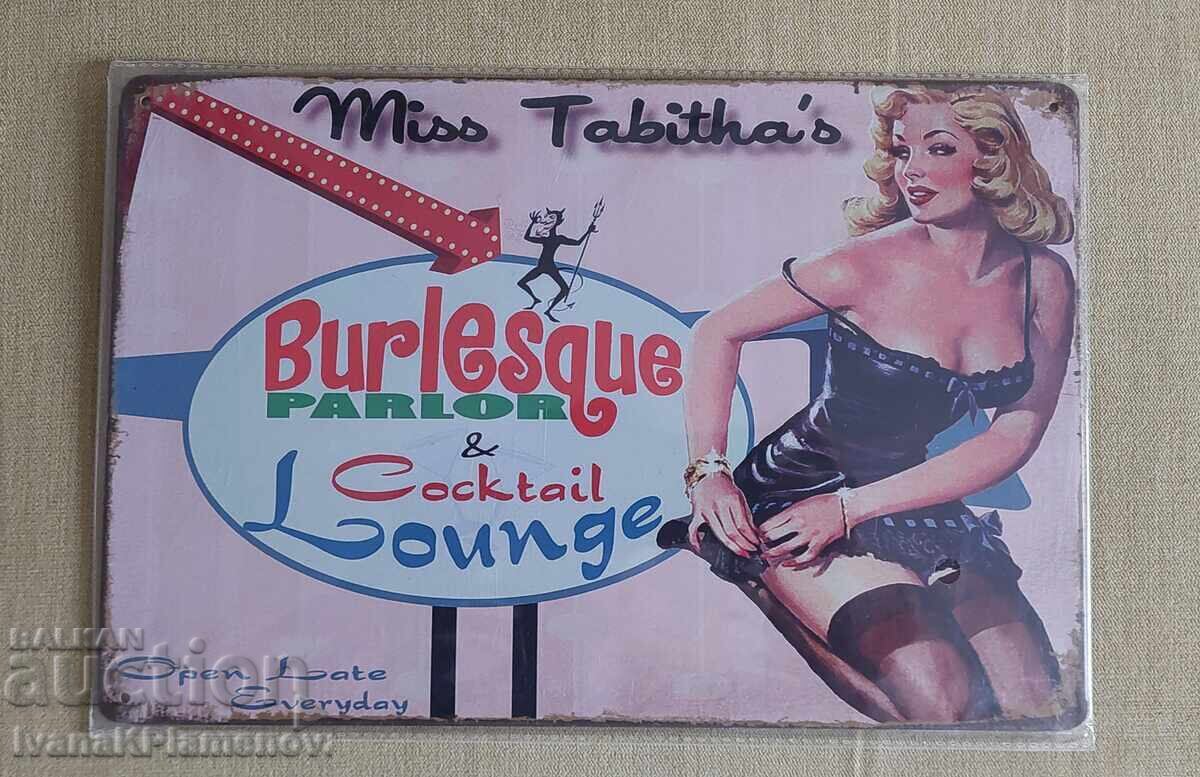 Miss Tabitha's
Burlesque
PARLOR
&
Cocktail
Lounge
Open Late
Everyday
BALKAN
auction
IvanaKPlamenov.